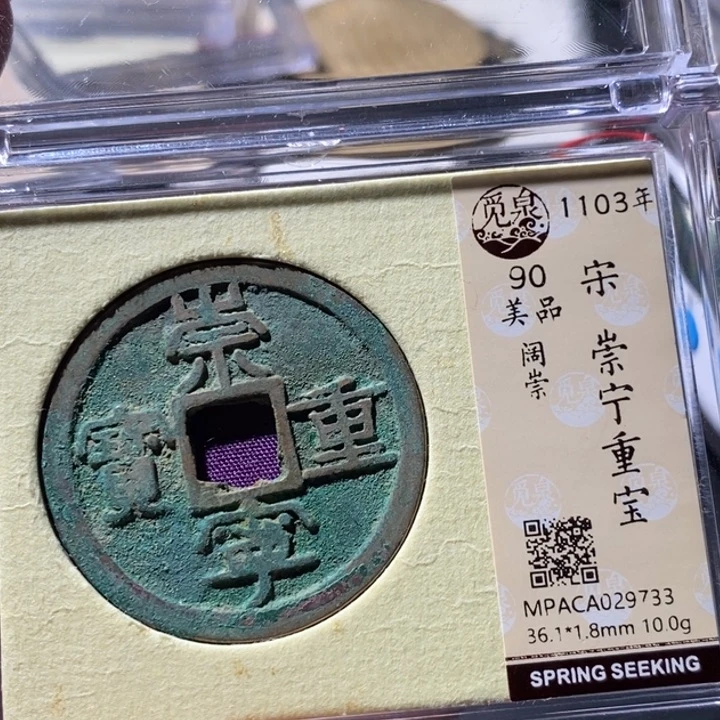 崇
重
寧
寶
觅泉
1103年
90
美品
阔崇
宋 崇宁重宝
MPACA029733
36.1*1.8mm 10.0g
SPRING SEEKING